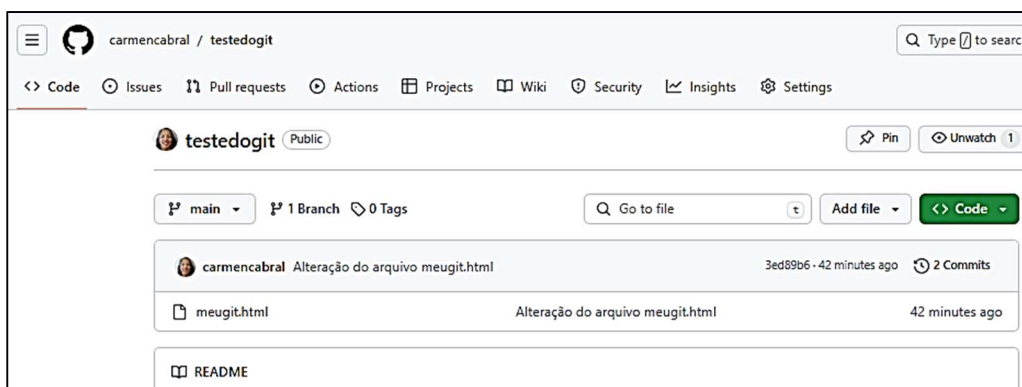 carmencabral / testedogit
Type / to searc
Code Issues Pull requests Actions Projects Wiki Security Insights Settings
testedogit Public
Pin Unwatch 1
main 1 Branch 0 Tags
Go to file t Add file Code
carmencabral Alteração do arquivo meugit.html 3ed89b6 · 42 minutes ago 2 Commits
meugit.html Alteração do arquivo meugit.html 42 minutes ago
README